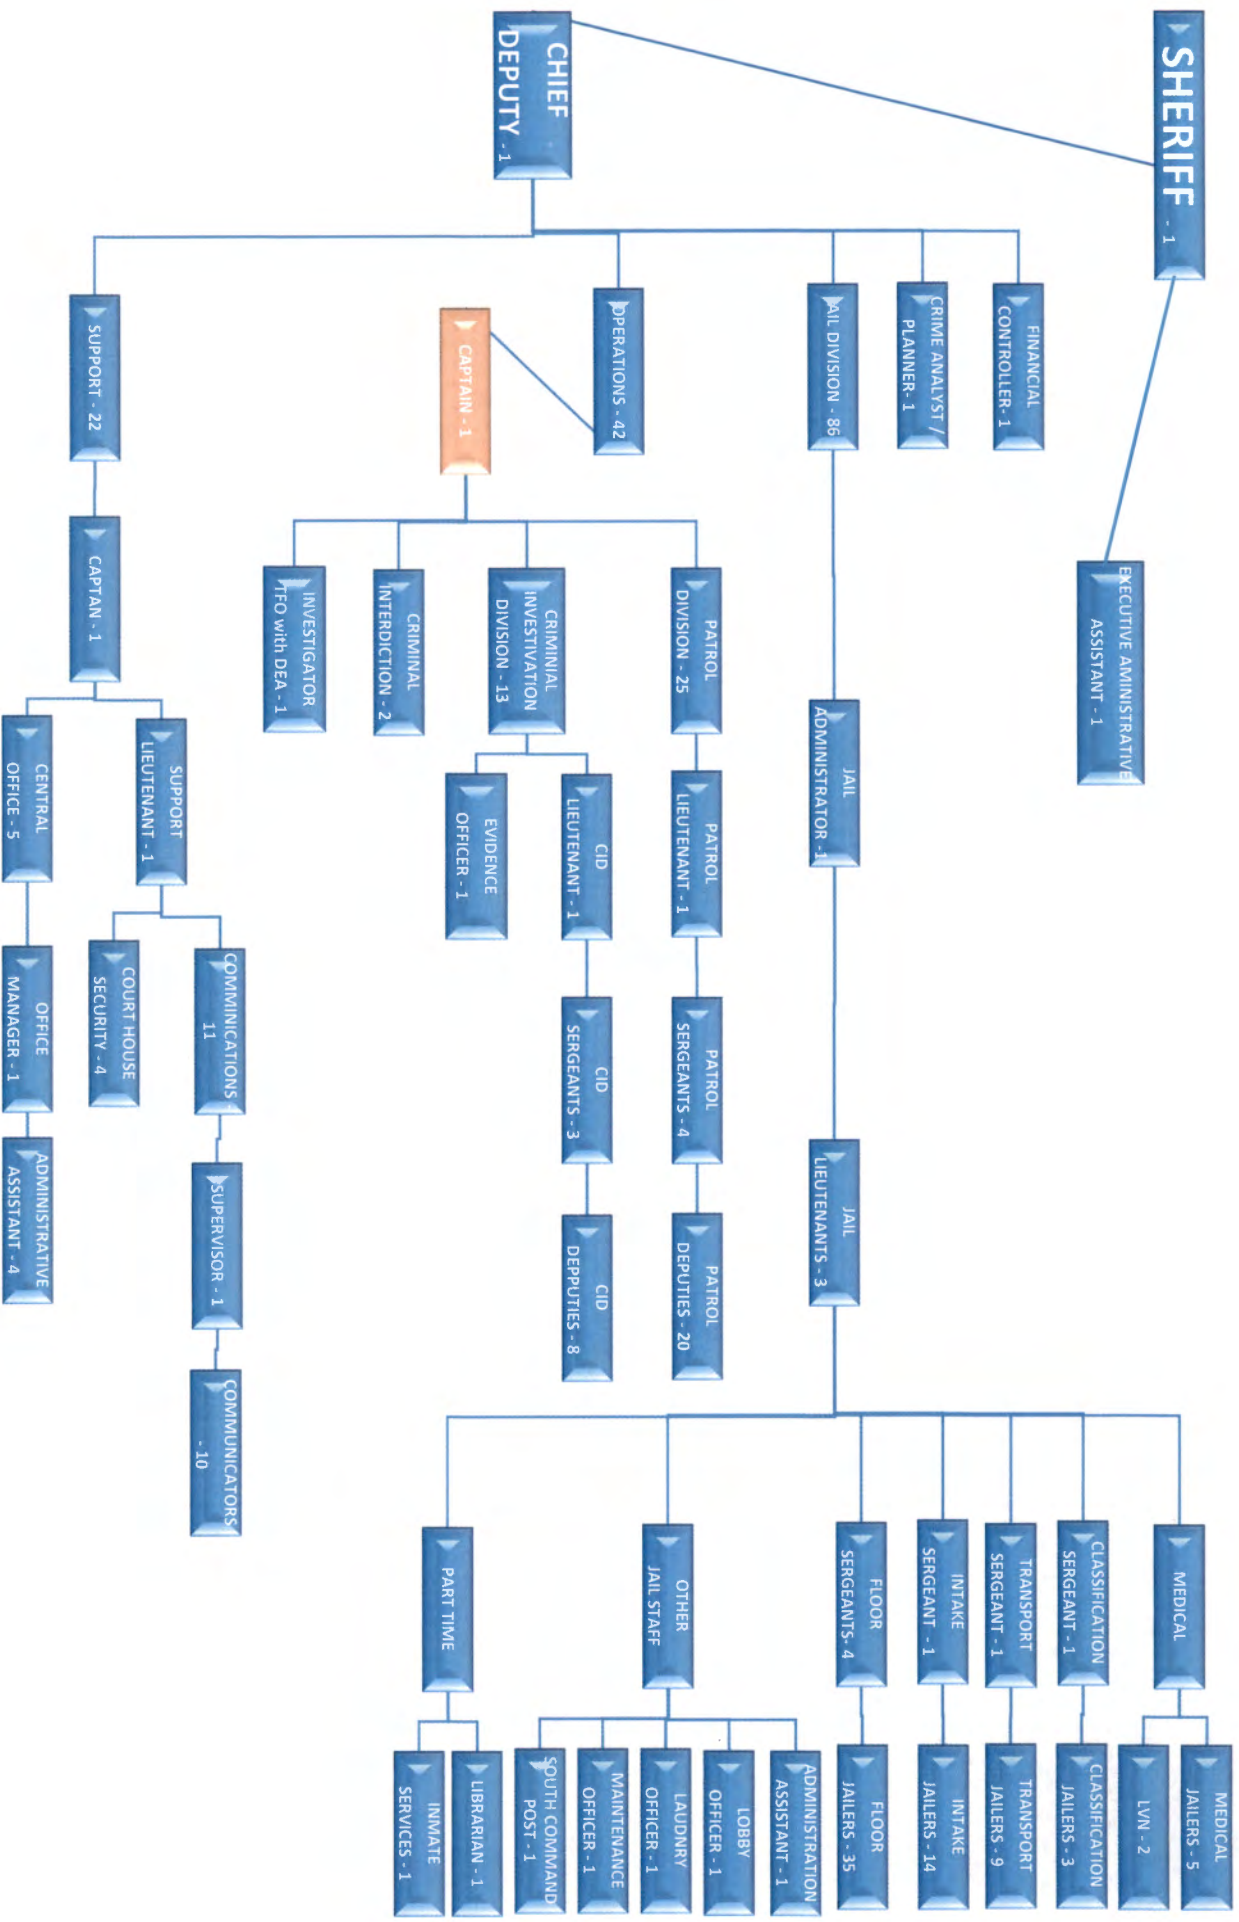 SHERIFF - 1
EXECUTIVE AMINISTRATIVE
ASSISTANT - 1
CHIEF
DEPUTY - 1
FINANCIAL
CONTROLLER- 1
CRIME ANALYST /
PLANNER- 1
AIL DIVISION - 86
JAIL
ADMINISTRATOR -1
JAIL
LIEUTENANTS - 3
MEDICAL
MEDICAL
JAILERS - 5
LVN - 2
CLASSIFICATION
SERGEANT - 1
CLASSIFICATION
JAILERS - 3
TRANSPORT
SERGEANT - 1
TRANSPORT
JAILERS - 9
INTAKE
SERGEANT - 1
INTAKE
JAILERS - 14
FLOOR
SERGEANTS- 4
FLOOR
JAILERS - 35
OTHER
JAIL STAFF
ADMINISTRATION
ASSISTANT - 1
LOBBY
OFFICER - 1
LAUDNRY
OFFICER - 1
MAINTENANCE
OFFICER - 1
SOUTH COMMAND
POST - 1
PART TIME
LIBRARIAN - 1
INMATE
SERVICES - 1
OPERATIONS - 42
CAPTAIN - 1
PATROL
DIVISION - 25
PATROL
LIEUTENANT - 1
PATROL
SERGEANTS - 4
PATROL
DEPUTIES - 20
CRIMINIAL
INVESTIVATION
DIVISION - 13
CID
LIEUTENANT - 1
CID
SERGEANTS - 3
CID
DEPPUTIES - 8
EVIDENCE
OFFICER - 1
CRIMINAL
INTERDICTION - 2
INVESTIGATOR
TFO with DEA - 1
SUPPORT - 22
CAPTAN - 1
SUPPORT
LIEUTENANT - 1
COMMINICATIONS -
11
SUPERVISOR - 1
COMMUNICATORS
- 10
COURT HOUSE
SECURITY - 4
CENTRAL
OFFICE - 5
OFFICE
MANAGER - 1
ADMINISTRATIVE
ASSISTANT - 4